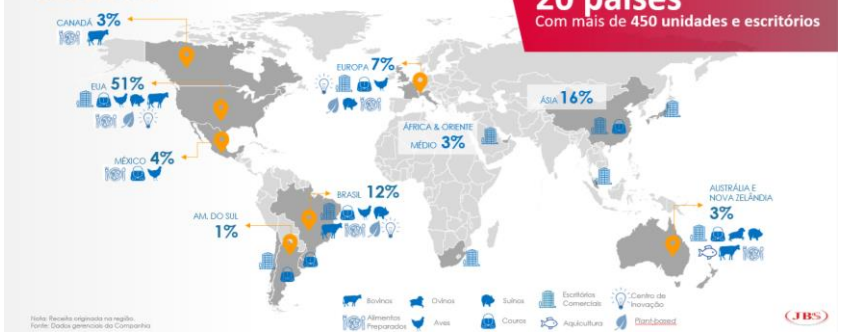 20 países
Com mais de 450 unidades e escritórios
CANADÁ 3%
EUA 51%
MÉXICO 4%
EUROPA 7%
ÁSIA 16%
ÁFRICA & ORIENTE
MÉDIO 3%
BRASIL 12%
AM. DO SUL
1%
AUSTRÁLIA E
NOVA ZELÂNDIA
3%
Bovinos
Ovinos
Suínos
Escritórios
Comerciais
Centro de
Inovação
Alimentos
Preparados
Aves
Couros
Aquicultura
Plant-based
Nota: Receita originada na região.
Fonte: Dados gerenciais da Companhia
JBS